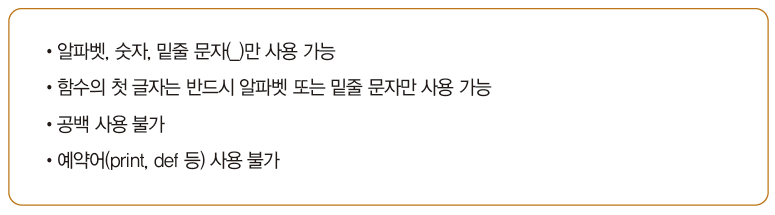 • 알파벳, 숫자, 밑줄 문자(_)만 사용 가능
• 함수의 첫 글자는 반드시 알파벳 또는 밑줄 문자만 사용 가능
• 공백 사용 불가
• 예약어(print, def 등) 사용 불가